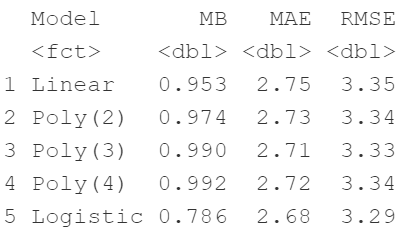 Model MB MAE RMSE
<fct> <dbl> <dbl> <dbl>
1 Linear 0.953 2.75 3.35
2 Poly(2) 0.974 2.73 3.34
3 Poly(3) 0.990 2.71 3.33
4 Poly(4) 0.992 2.72 3.34
5 Logistic 0.786 2.68 3.29